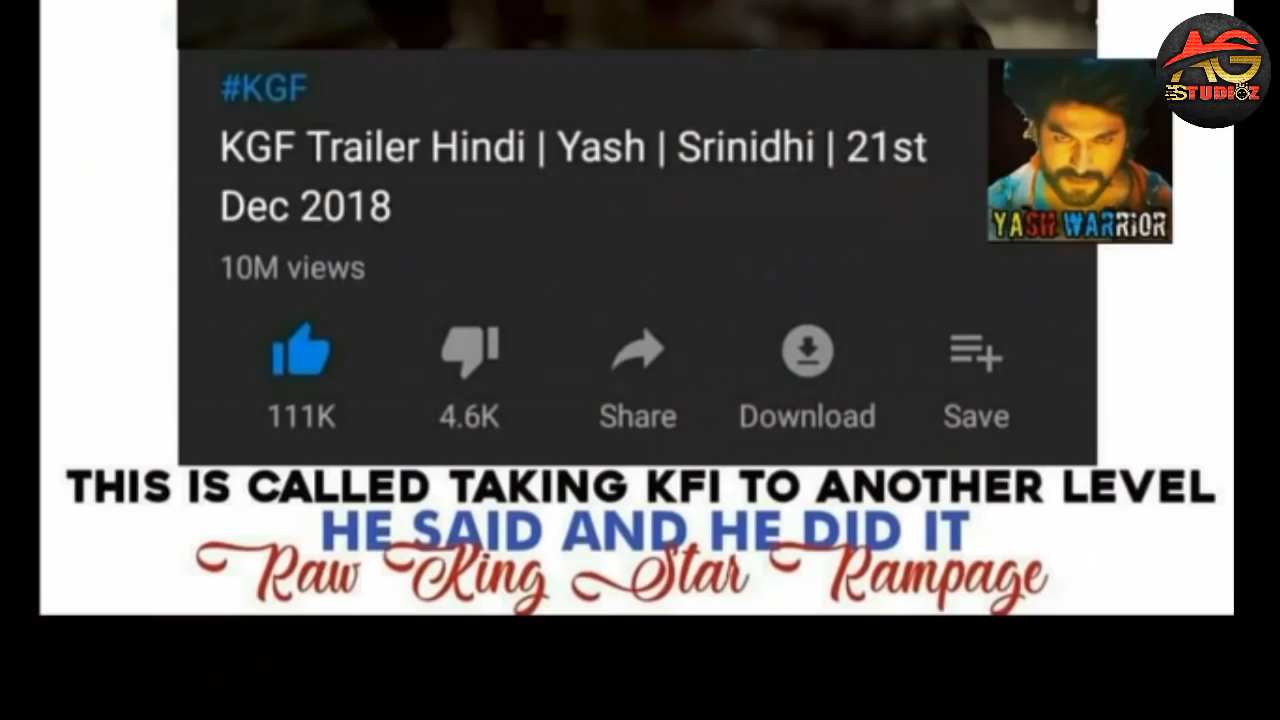 AG
STUDIOZ
#KGF
KGF Trailer Hindi | Yash | Srinidhi | 21st
Dec 2018
YASH WARRIOR
10M views
111K 4.6K Share Download Save
THIS IS CALLED TAKING KFI TO ANOTHER LEVEL
HE SAID AND HE DID IT
Raw King Star Rampage